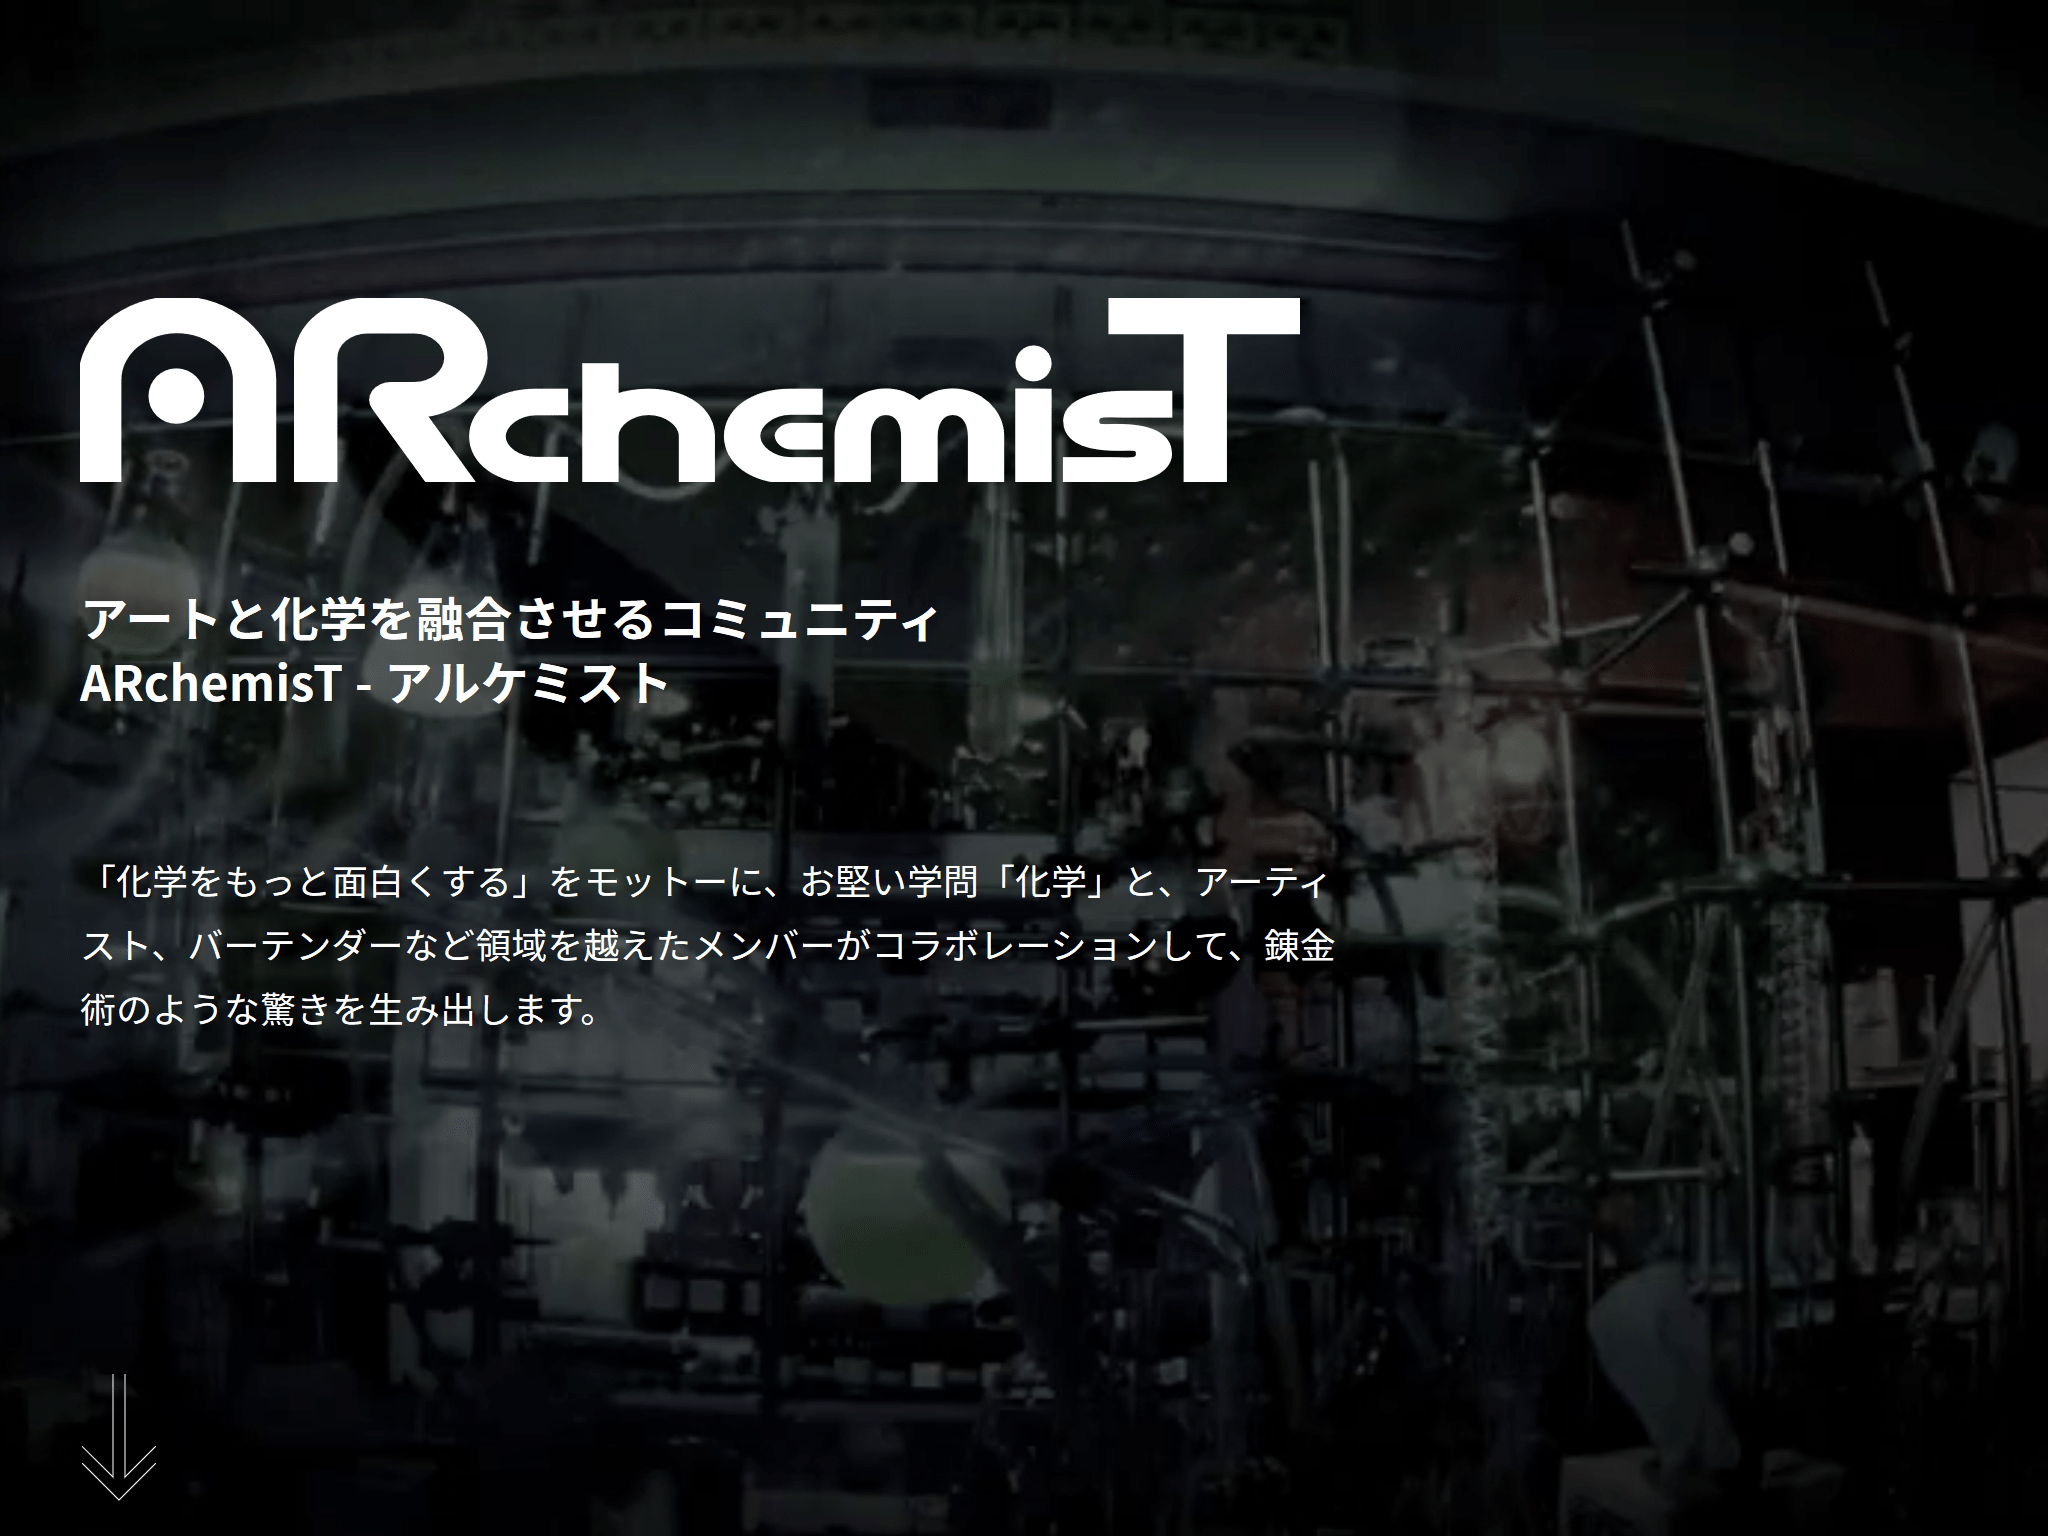 ARchemisT
アートと化学を融合させるコミュニティ
ARchemisT - アルケミスト
「化学をもっと面白くする」をモットーに、お堅い学問「化学」と、アーティ
スト、バーテンダーなど領域を越えたメンバーがコラボレーションして、錬金
術のような驚きを生み出します。